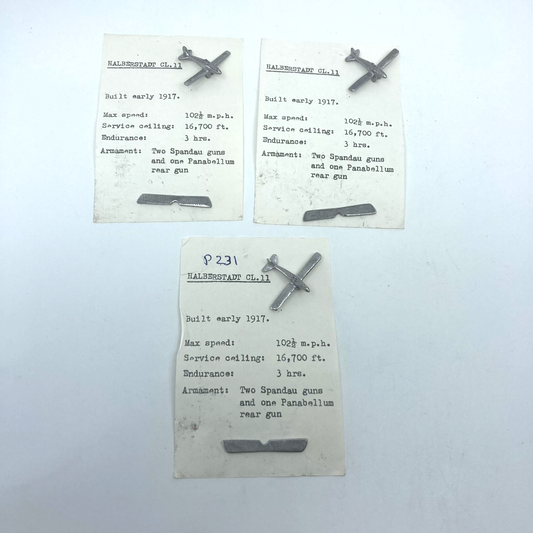 HALBERSTADT CL.11
Built early 1917.
Max speed: 102½ m.p.h.
Service ceiling: 16,700 ft.
Endurance: 3 hrs.
Armament: Two Spandau guns
and one Panabellum
rear gun
HALBERSTADT CL.11
Built early 1917.
Max speed: 102½ m.p.h.
Service ceiling: 16,700 ft.
Endurance: 3 hrs.
Armament: Two Spandau guns
and one Panabellum
rear gun
P231
HALBERSTADT CL.11
Built early 1917.
Max speed: 102½ m.p.h.
Service ceiling: 16,700 ft.
Endurance: 3 hrs.
Armament: Two Spandau guns
and one Panabellum
rear gun